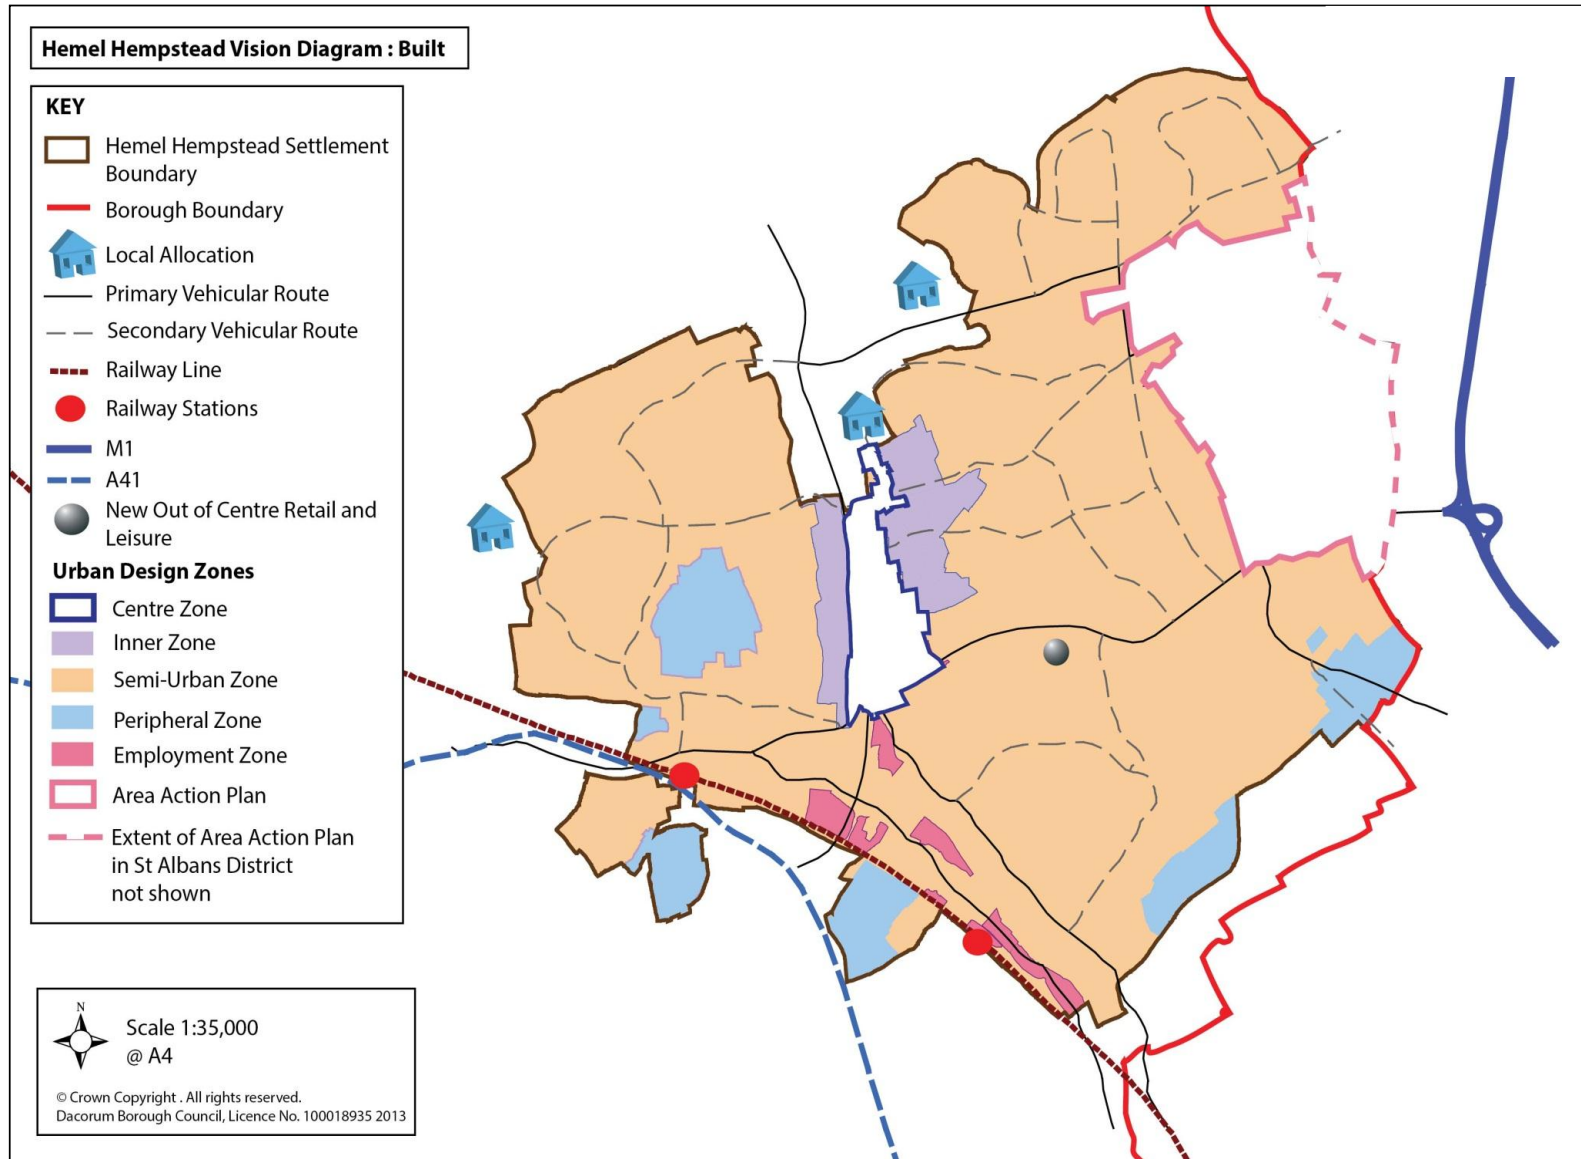 Hemel Hempstead Vision Diagram : Built
KEY
Hemel Hempstead Settlement
Boundary
Borough Boundary
Local Allocation
Primary Vehicular Route
Secondary Vehicular Route
Railway Line
Railway Stations
M1
A41
New Out of Centre Retail and
Leisure
Urban Design Zones
Centre Zone
Inner Zone
Semi-Urban Zone
Peripheral Zone
Employment Zone
Area Action Plan
Extent of Area Action Plan
in St Albans District
not shown
N
Scale 1:35,000
@ A4
© Crown Copyright . All rights reserved.
Dacorum Borough Council, Licence No. 100018935 2013